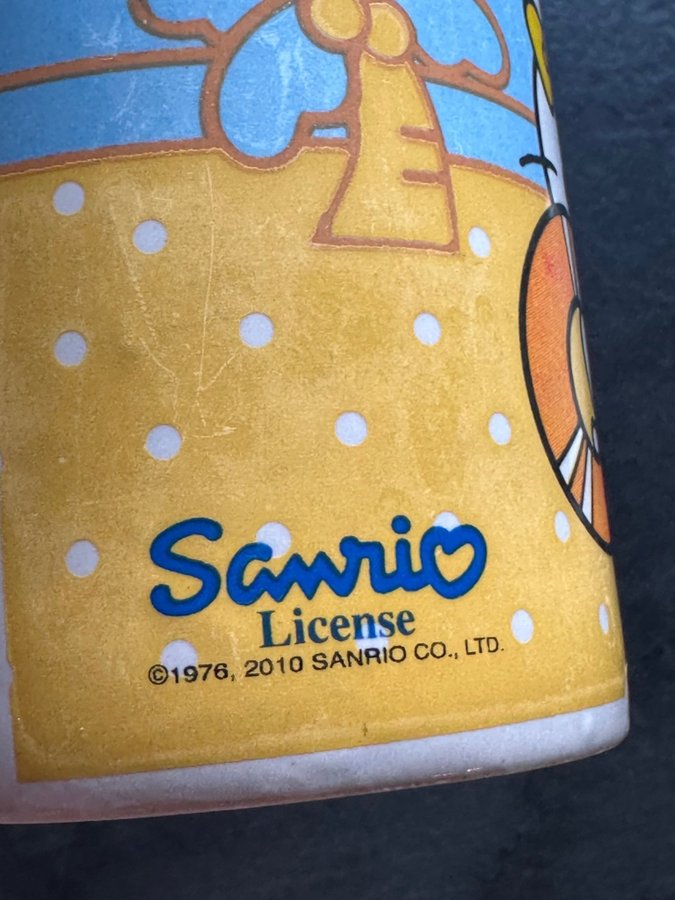 Sanrio
License
©1976, 2010 SANRIO CO., LTD.